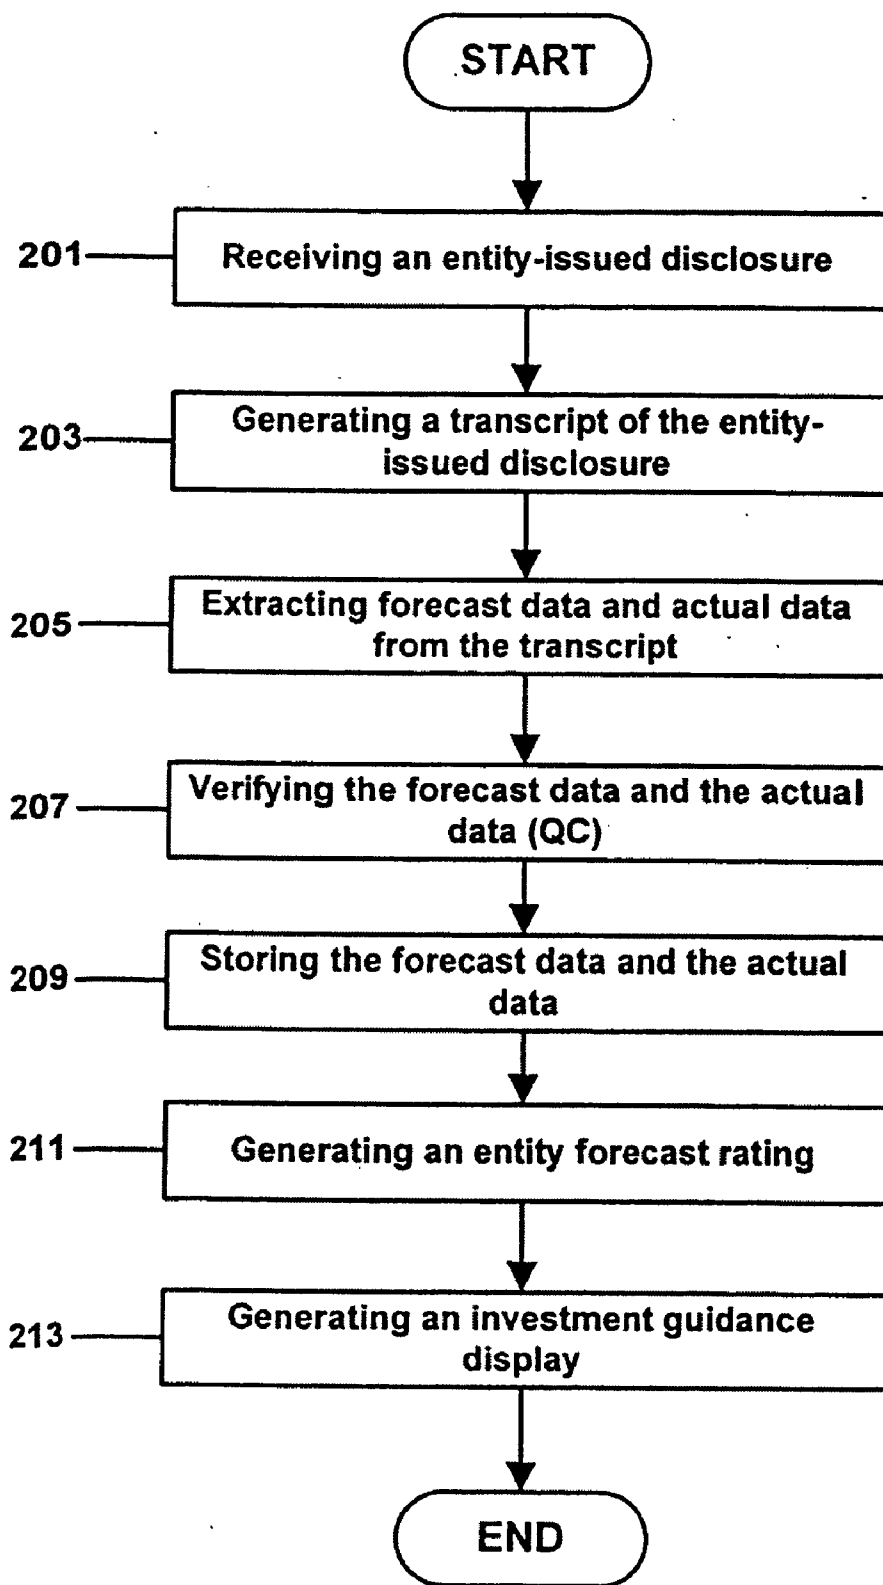 START
201
Receiving an entity-issued disclosure
203
Generating a transcript of the entity-
issued disclosure
205
Extracting forecast data and actual data
from the transcript
207
Verifying the forecast data and the actual
data (QC)
209
Storing the forecast data and the actual
data
211
Generating an entity forecast rating
213
Generating an investment guidance
display
END